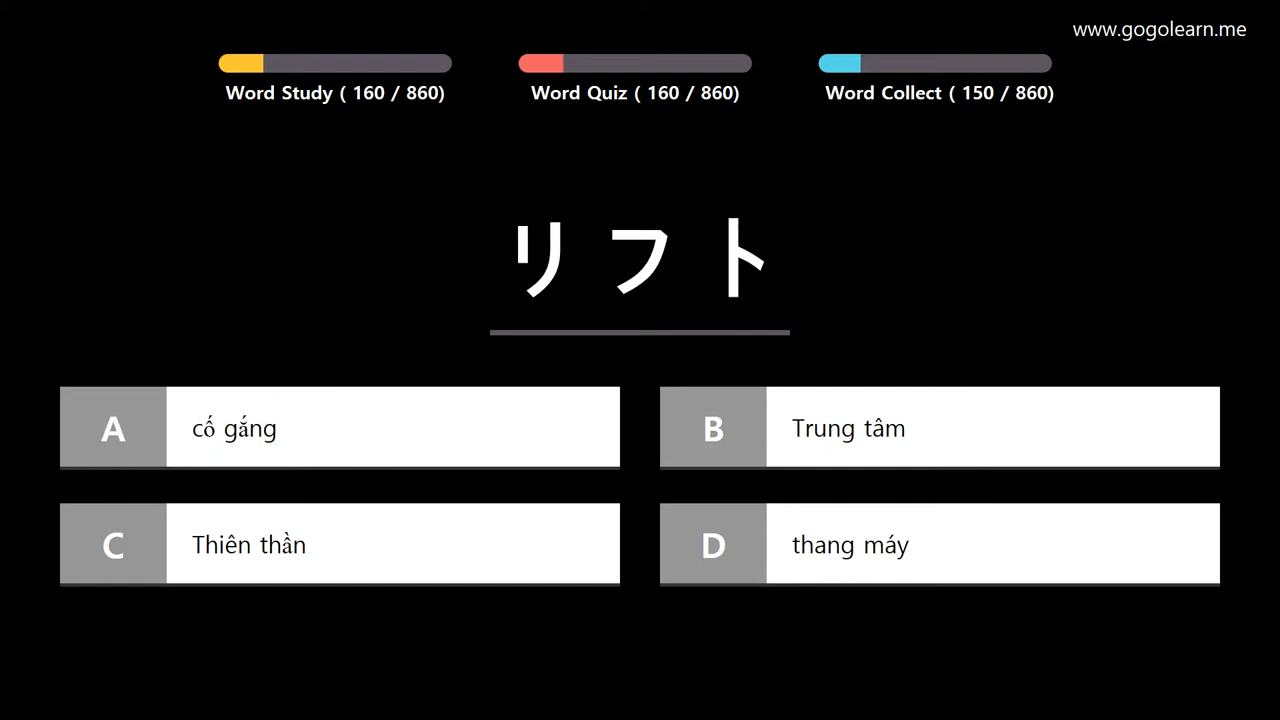 www.gogolearn.me
Word Study ( 160 / 860)
Word Quiz ( 160 / 860)
Word Collect ( 150 / 860)
リフト
A cố gắng
B Trung tâm
C Thiên thần
D thang máy